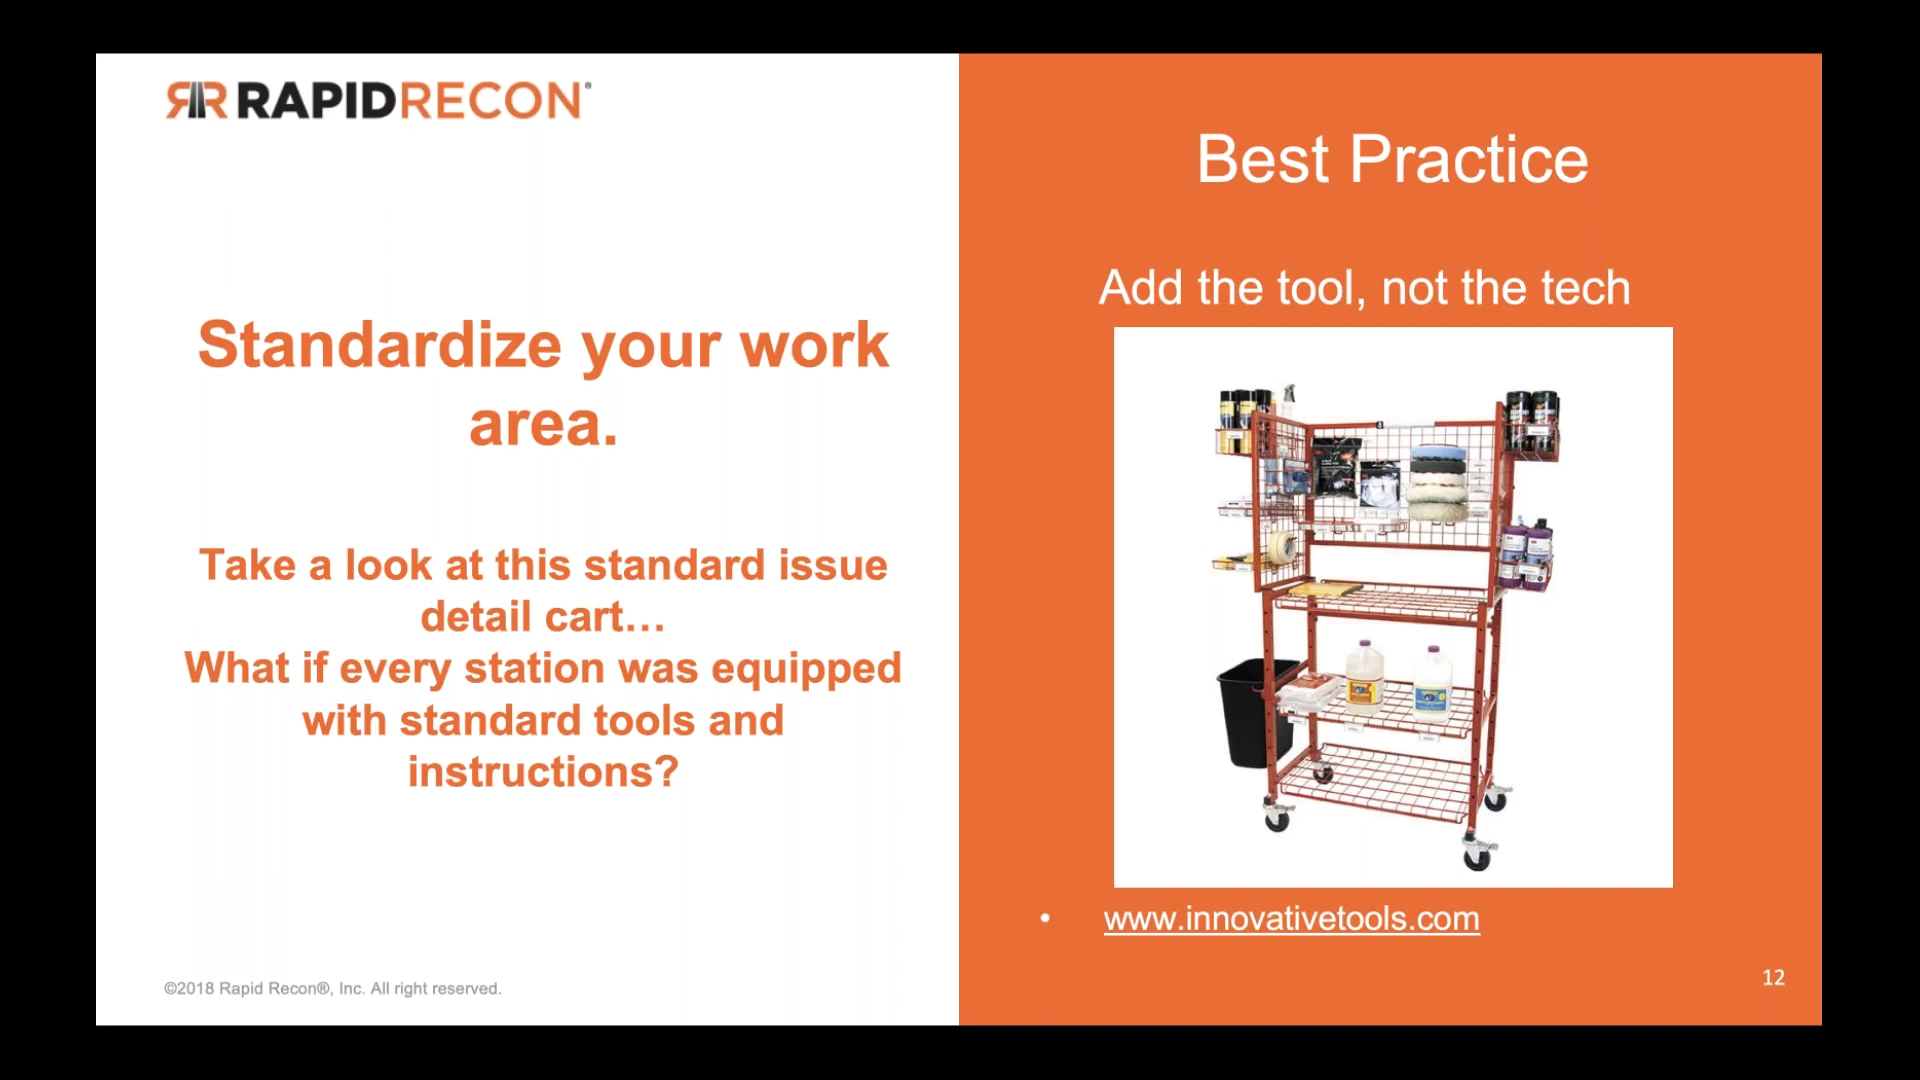 RAPIDRECON®
Standardize your work
area.
Take a look at this standard issue
detail cart…
What if every station was equipped
with standard tools and
instructions?
©2018 Rapid Recon®, Inc. All right reserved.
Best Practice
Add the tool, not the tech
• www.innovativetools.com
12